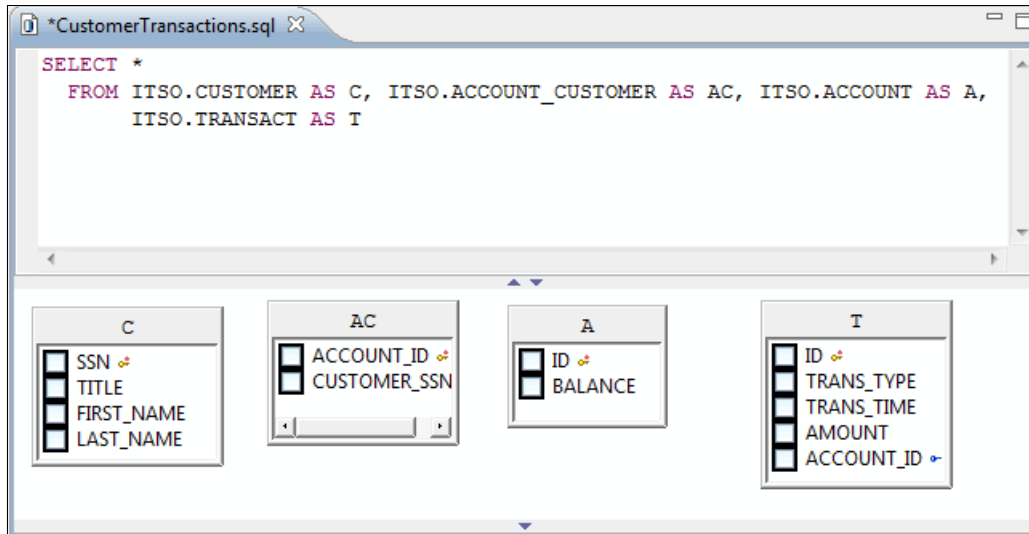 *CustomerTransactions.sql
SELECT *
FROM ITSO.CUSTOMER AS C, ITSO.ACCOUNT_CUSTOMER AS AC, ITSO.ACCOUNT AS A,
ITSO.TRANSACT AS T
C
SSN
TITLE
FIRST_NAME
LAST_NAME
AC
ACCOUNT_ID
CUSTOMER_SSN
A
ID
BALANCE
T
ID
TRANS_TYPE
TRANS_TIME
AMOUNT
ACCOUNT_ID